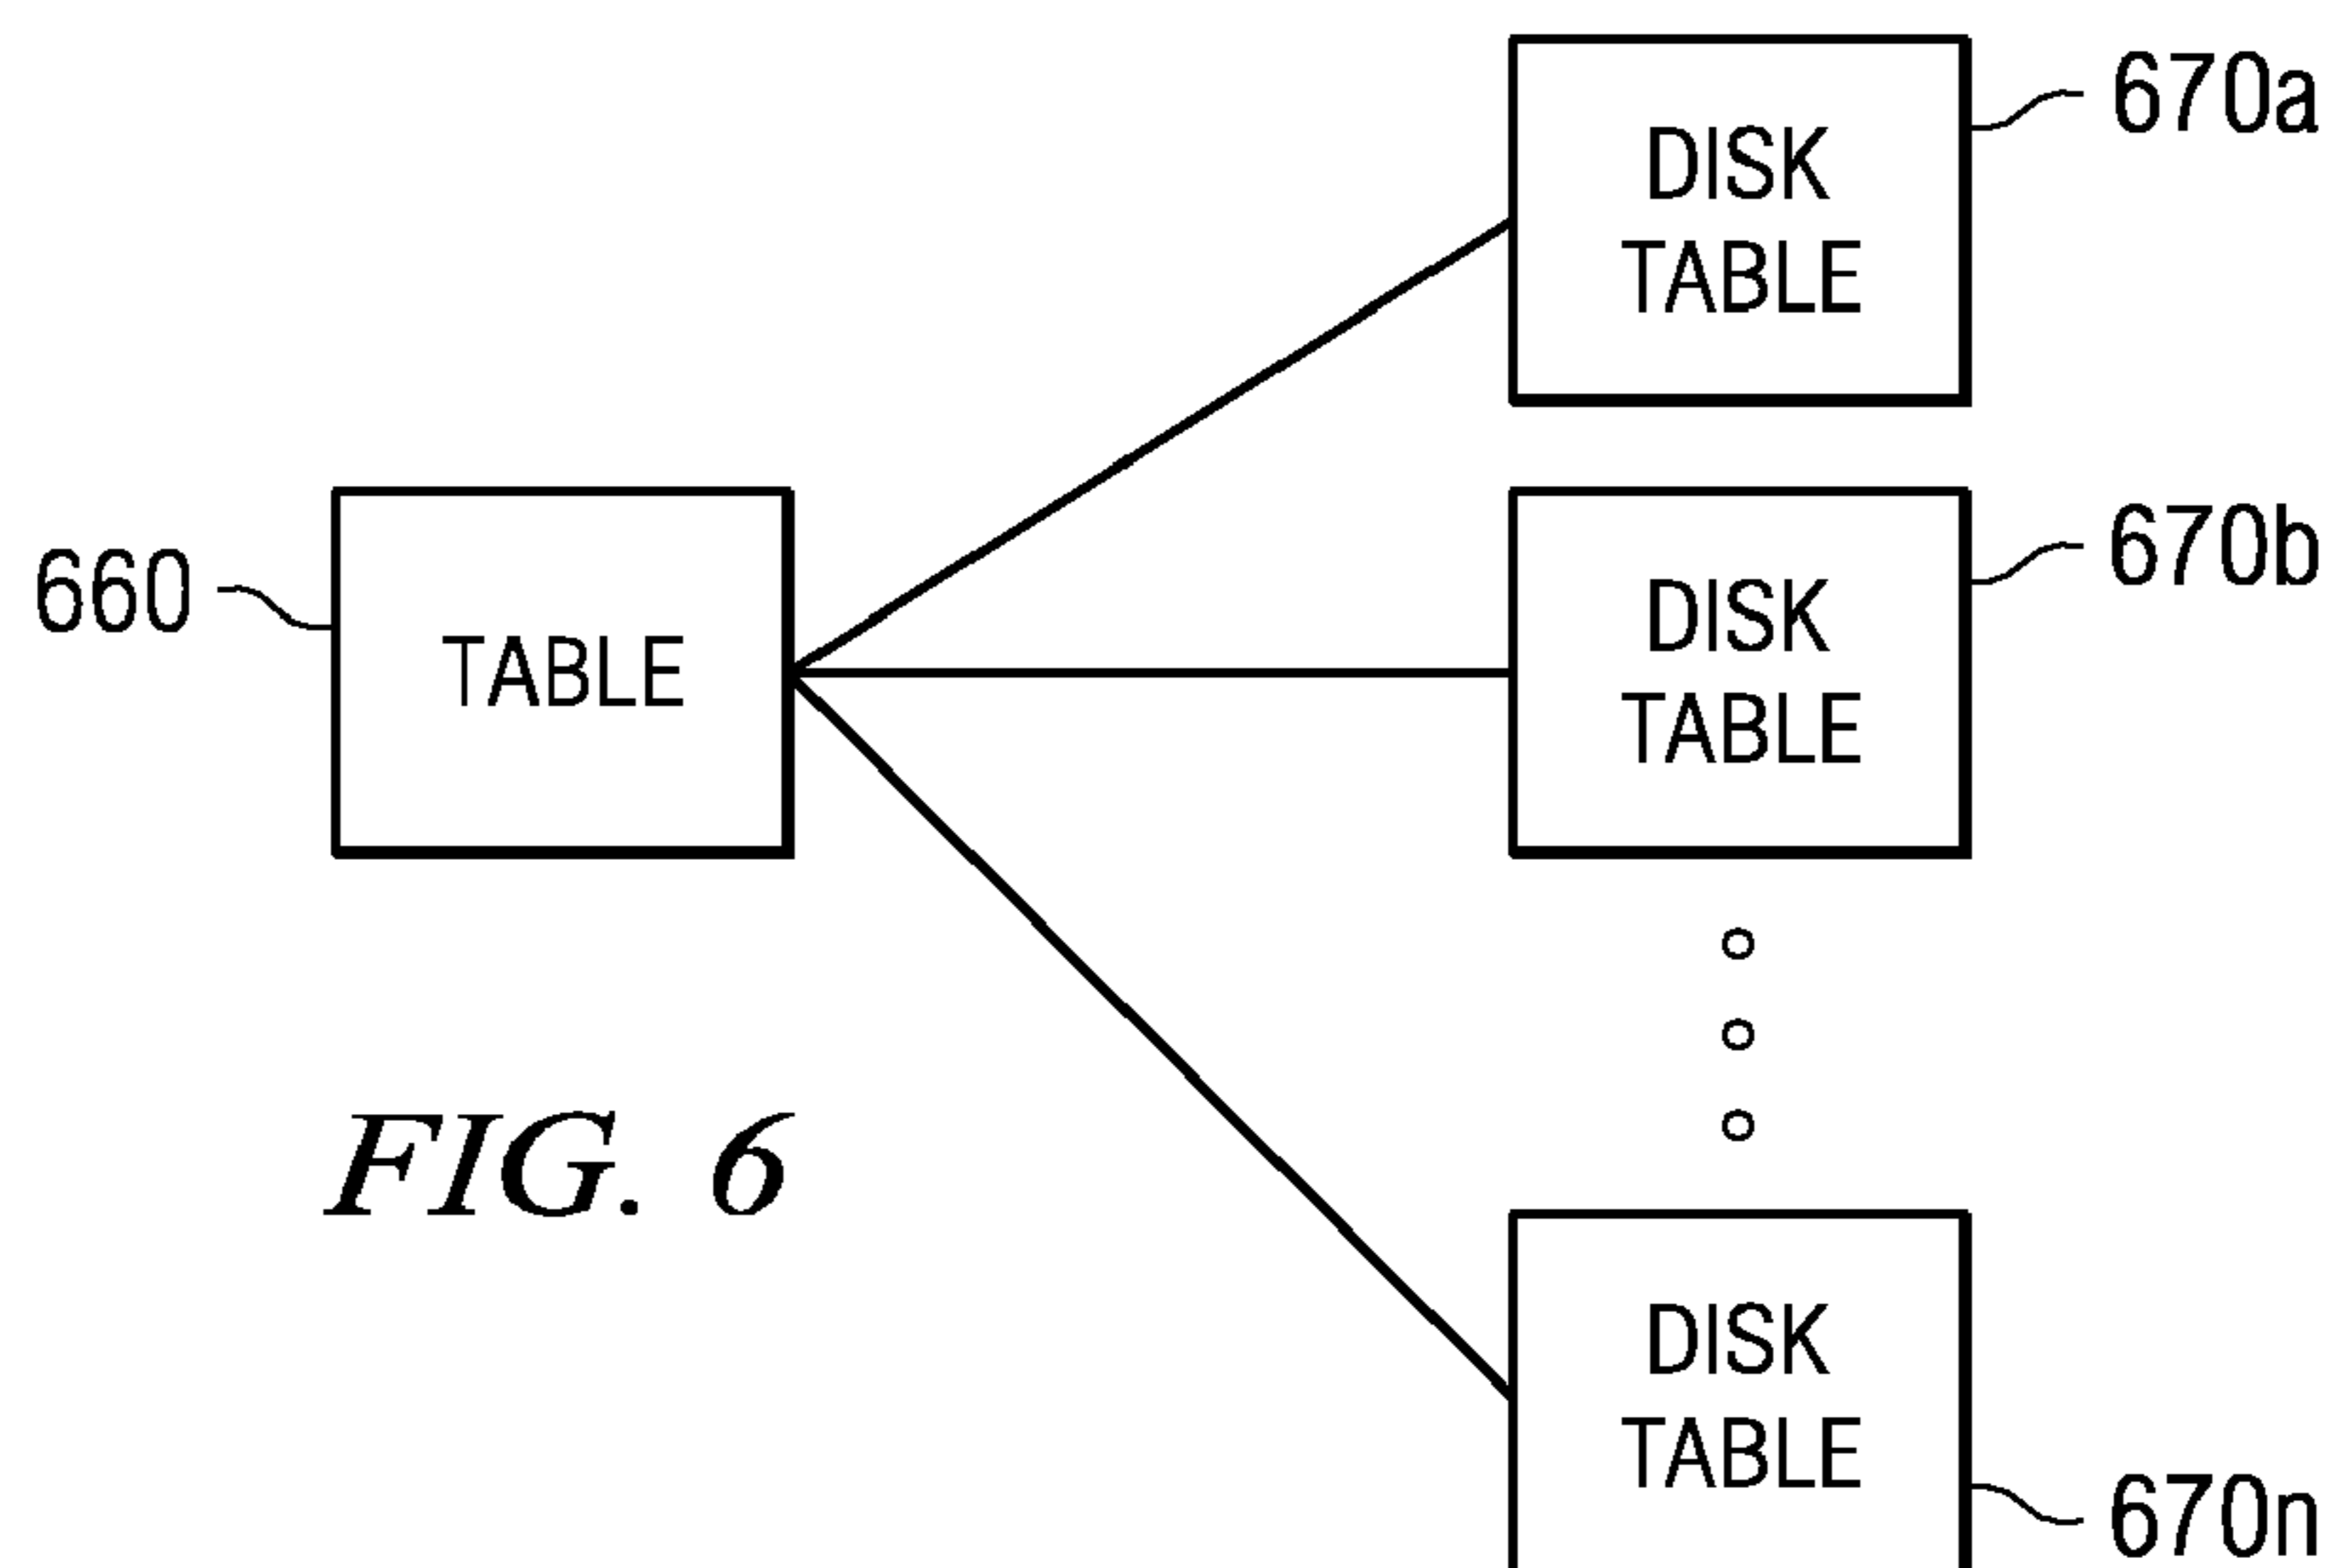 670a
DISK
TABLE
670b
DISK
TABLE
660
TABLE
FIG. 6
DISK
TABLE
670n